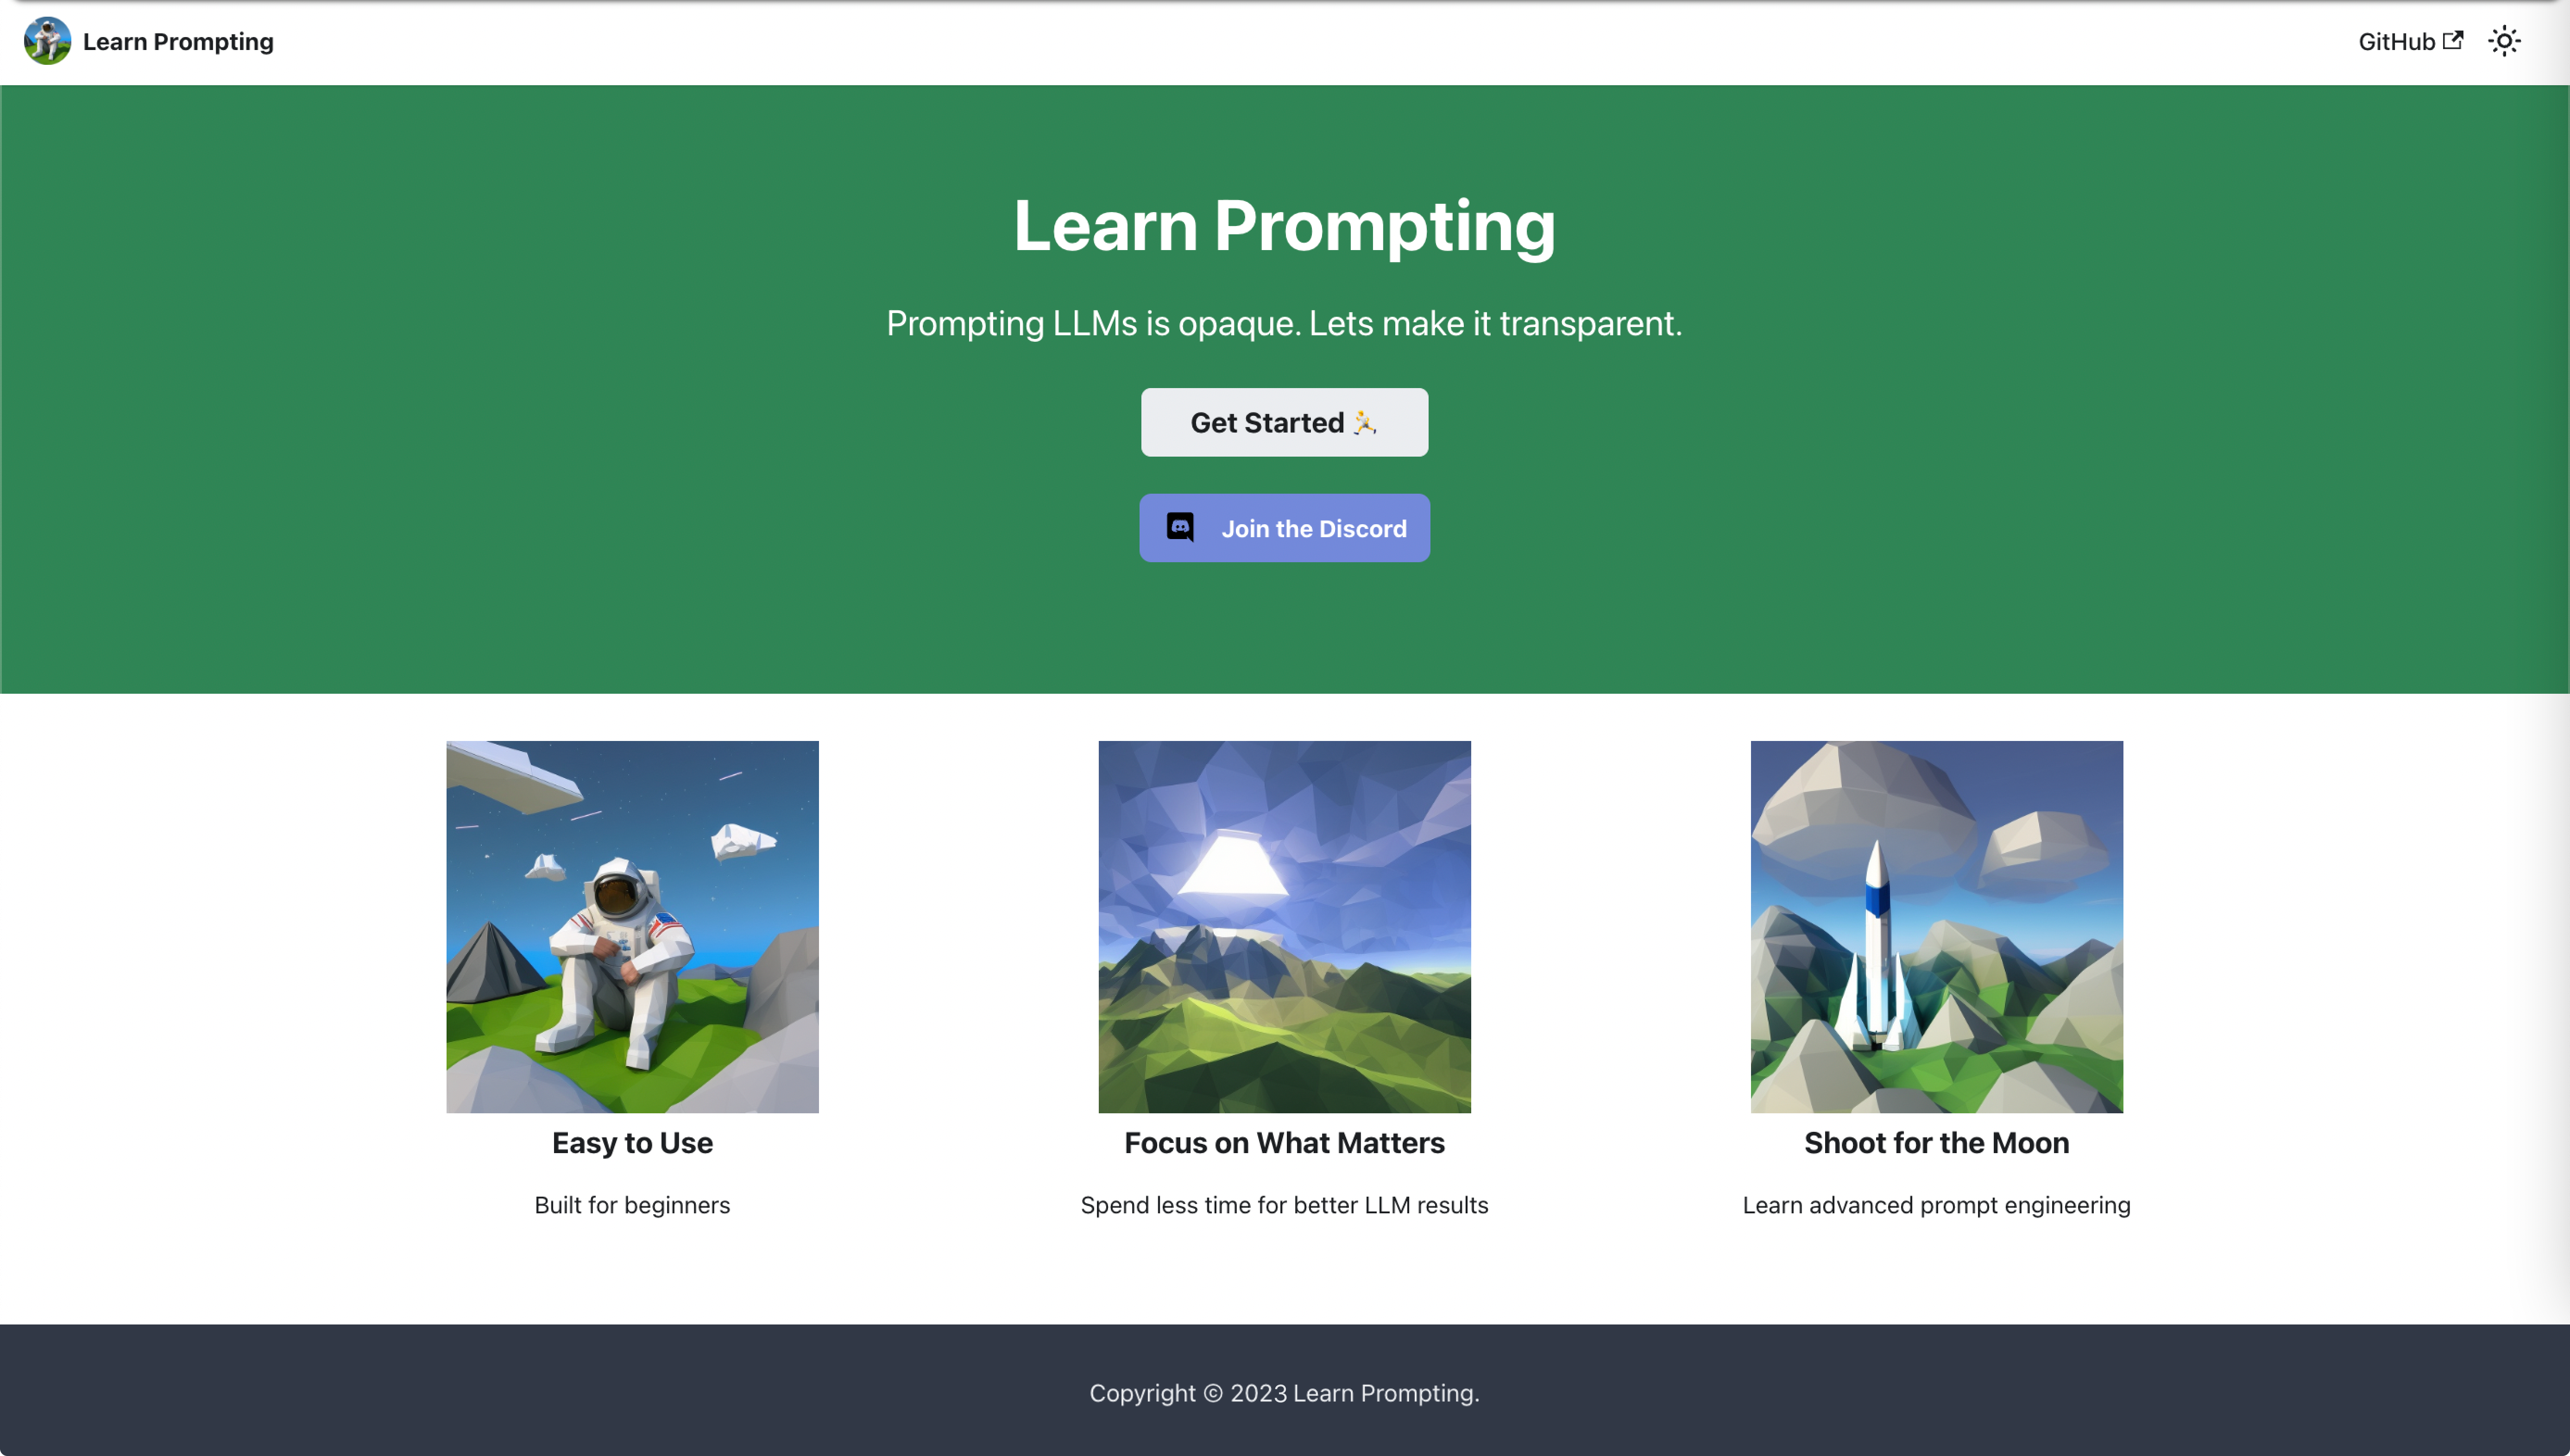 Learn Prompting
GitHub
Learn Prompting
Prompting LLMs is opaque. Lets make it transparent.
Get Started 🏃
Join the Discord
Easy to Use
Built for beginners
Focus on What Matters
Spend less time for better LLM results
Shoot for the Moon
Learn advanced prompt engineering
Copyright © 2023 Learn Prompting.